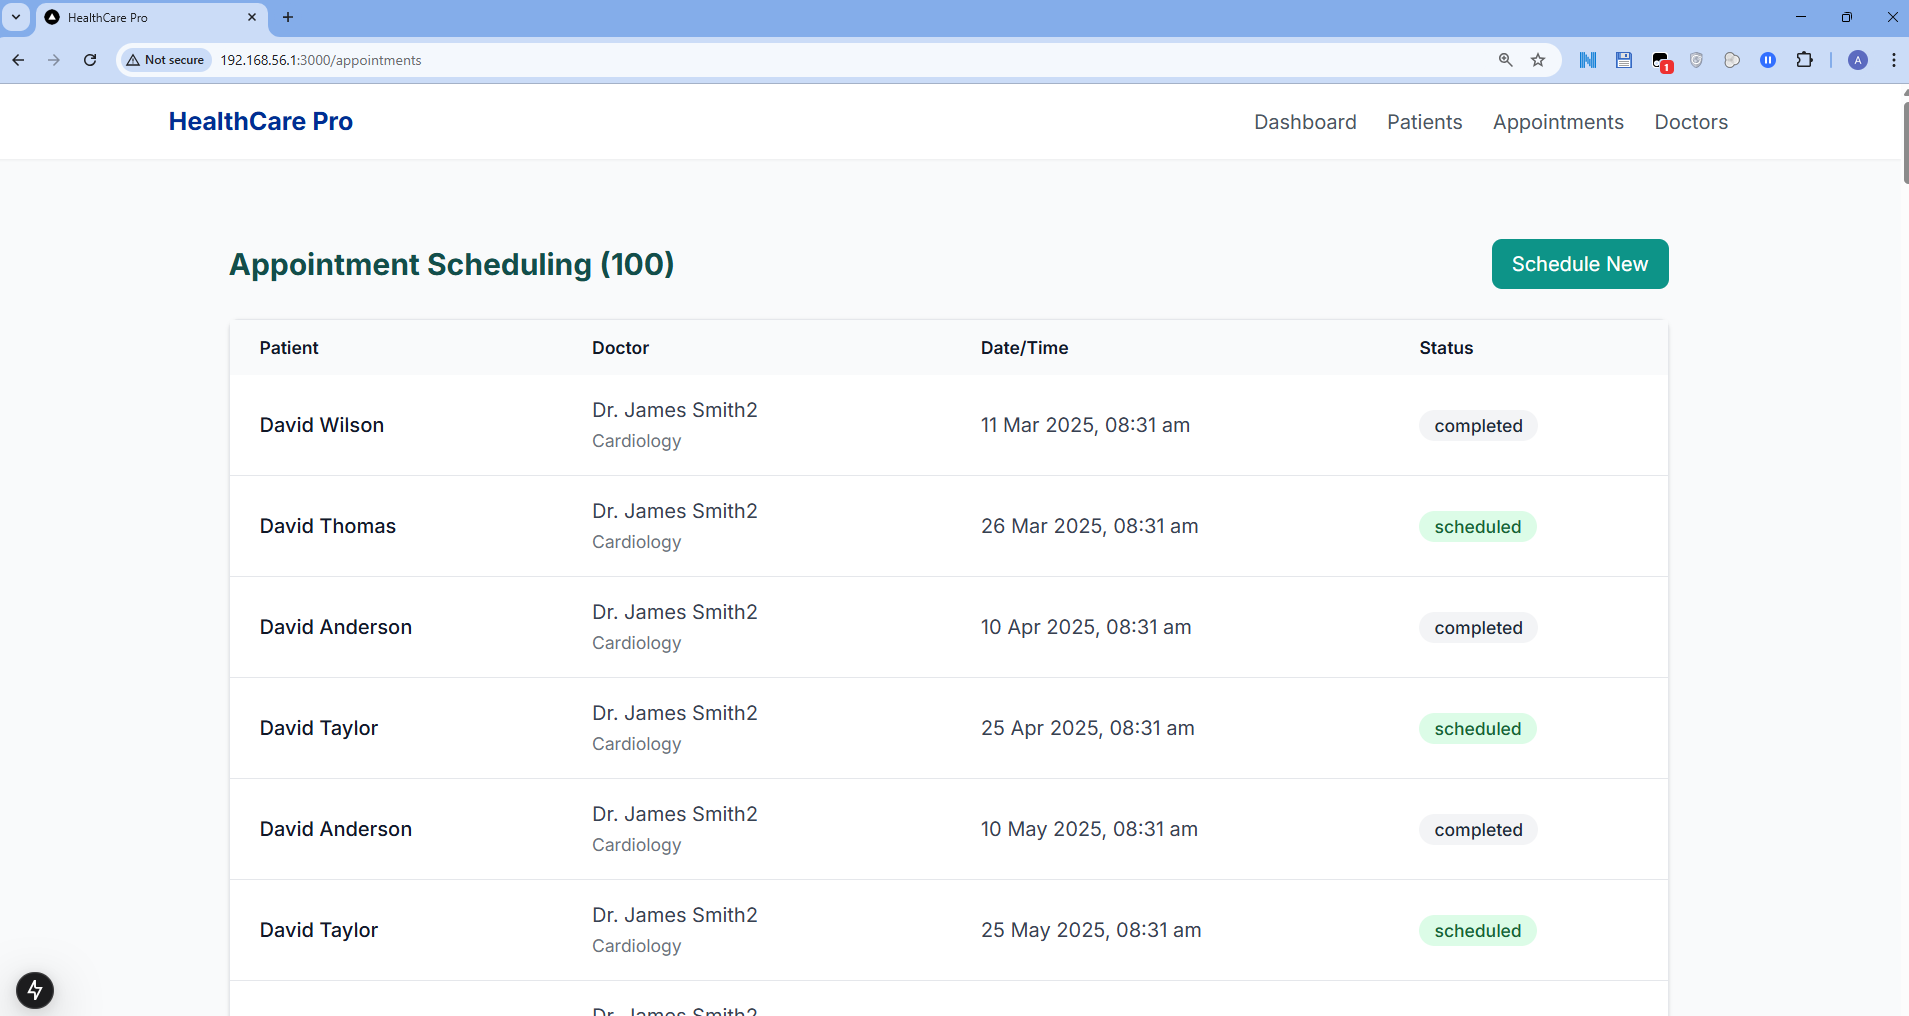 HealthCare Pro
Not secure 192.168.56.1:3000/appointments
1
A
HealthCare Pro
Dashboard Patients Appointments Doctors
Appointment Scheduling (100)
Schedule New
Patient Doctor Date/Time Status
David Wilson Dr. James Smith2 11 Mar 2025, 08:31 am completed
Cardiology
David Thomas Dr. James Smith2 26 Mar 2025, 08:31 am scheduled
Cardiology
David Anderson Dr. James Smith2 10 Apr 2025, 08:31 am completed
Cardiology
David Taylor Dr. James Smith2 25 Apr 2025, 08:31 am scheduled
Cardiology
David Anderson Dr. James Smith2 10 May 2025, 08:31 am completed
Cardiology
David Taylor Dr. James Smith2 25 May 2025, 08:31 am scheduled
Cardiology
Dr. James Smith2